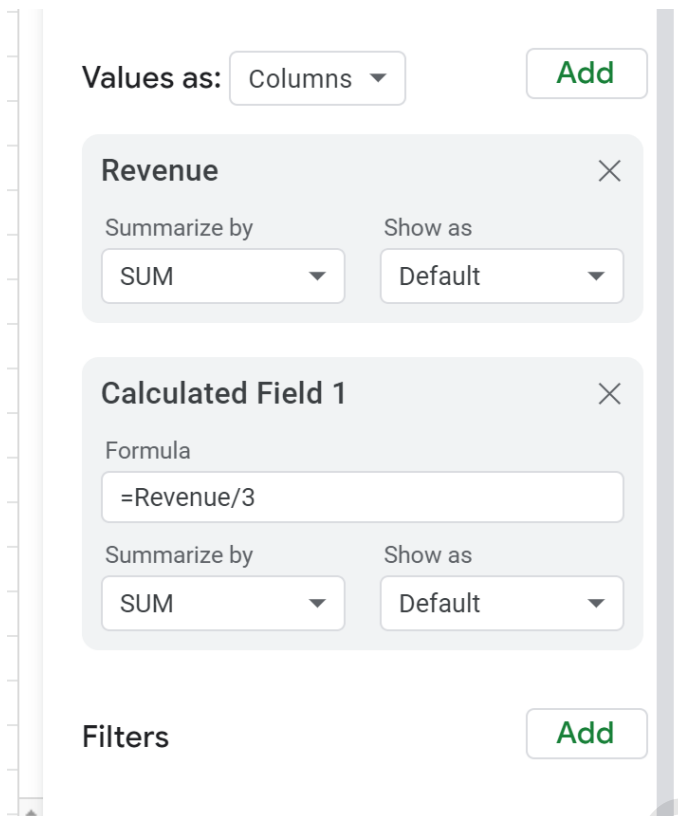 Values as: Columns Add
Revenue
Summarize by Show as
SUM Default
Calculated Field 1
Formula
=Revenue/3
Summarize by Show as
SUM Default
Filters Add